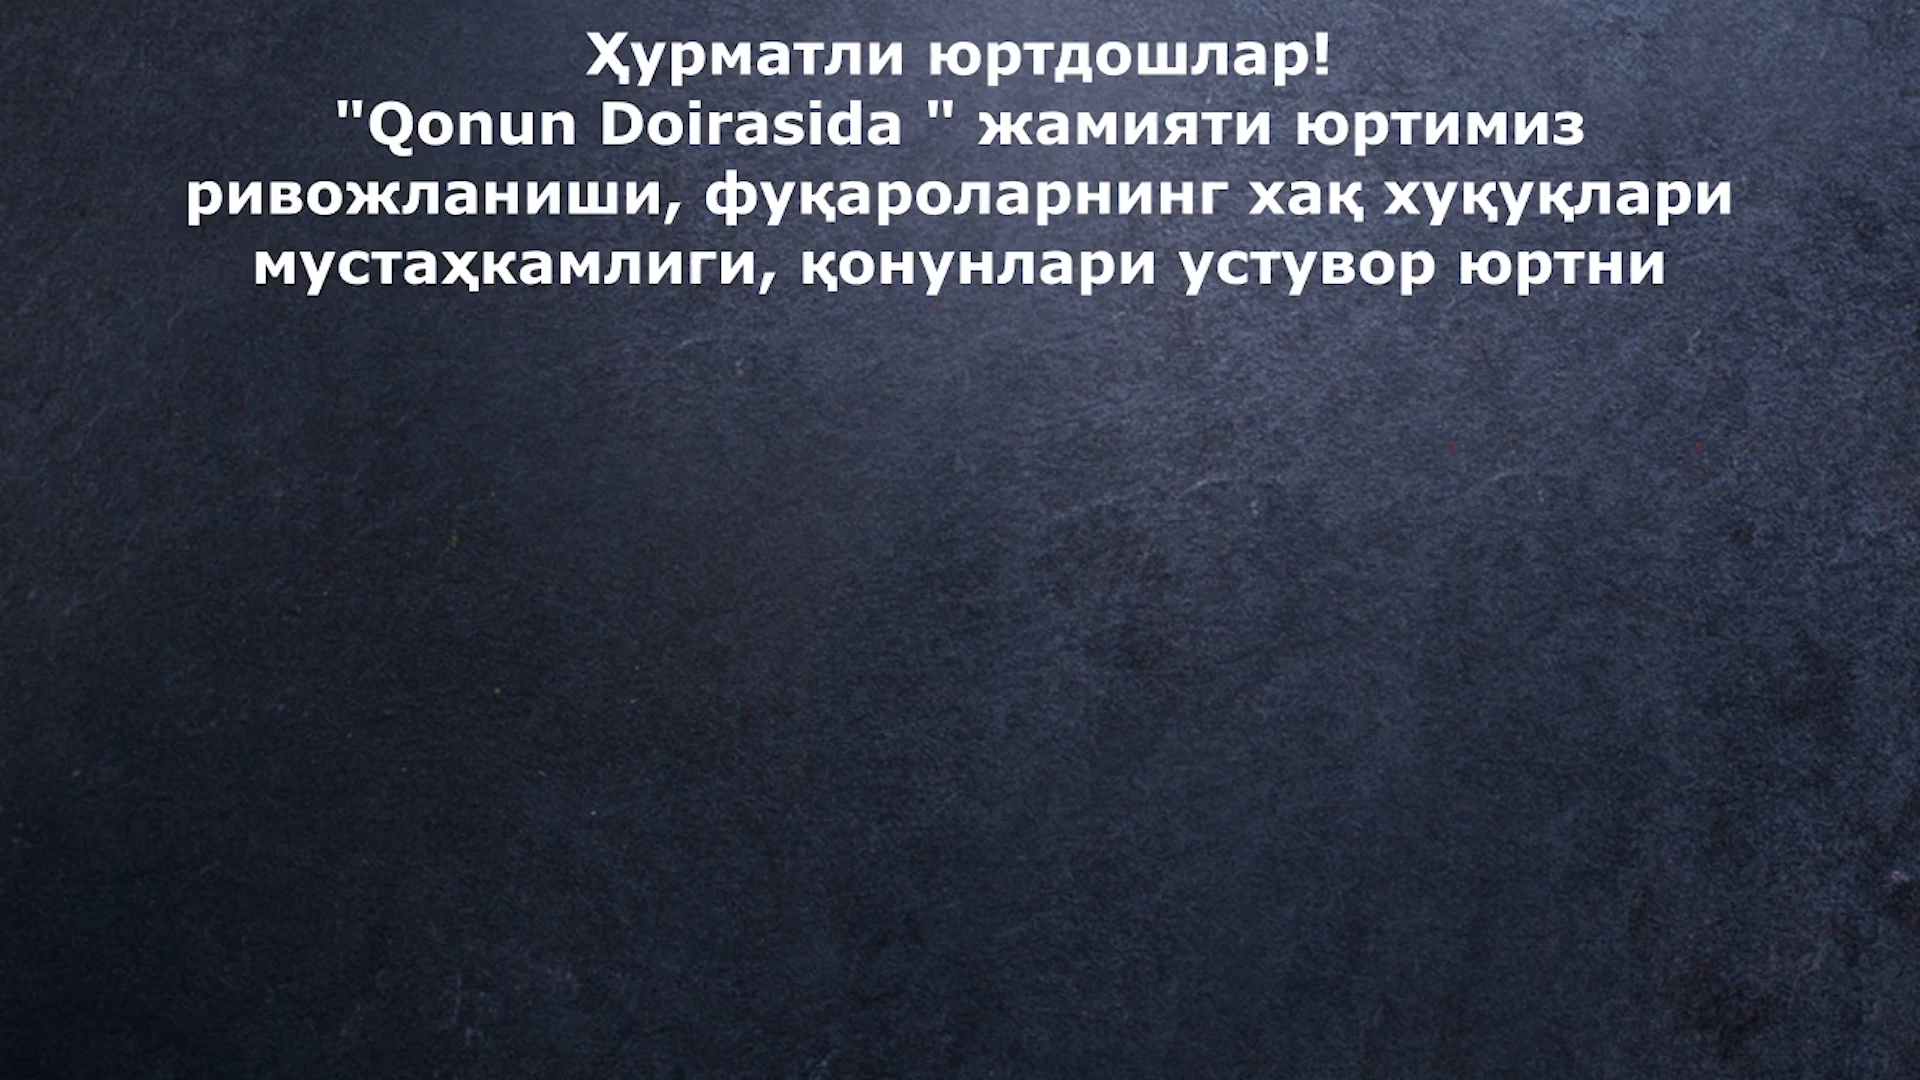 Ҳурматли юртдошлар!
"Qonun Doirasida " жамияти юртимиз
ривожланиши, фуқароларнинг хақ хуқуқлари
мустаҳкамлиги, қонунлари устувор юртни